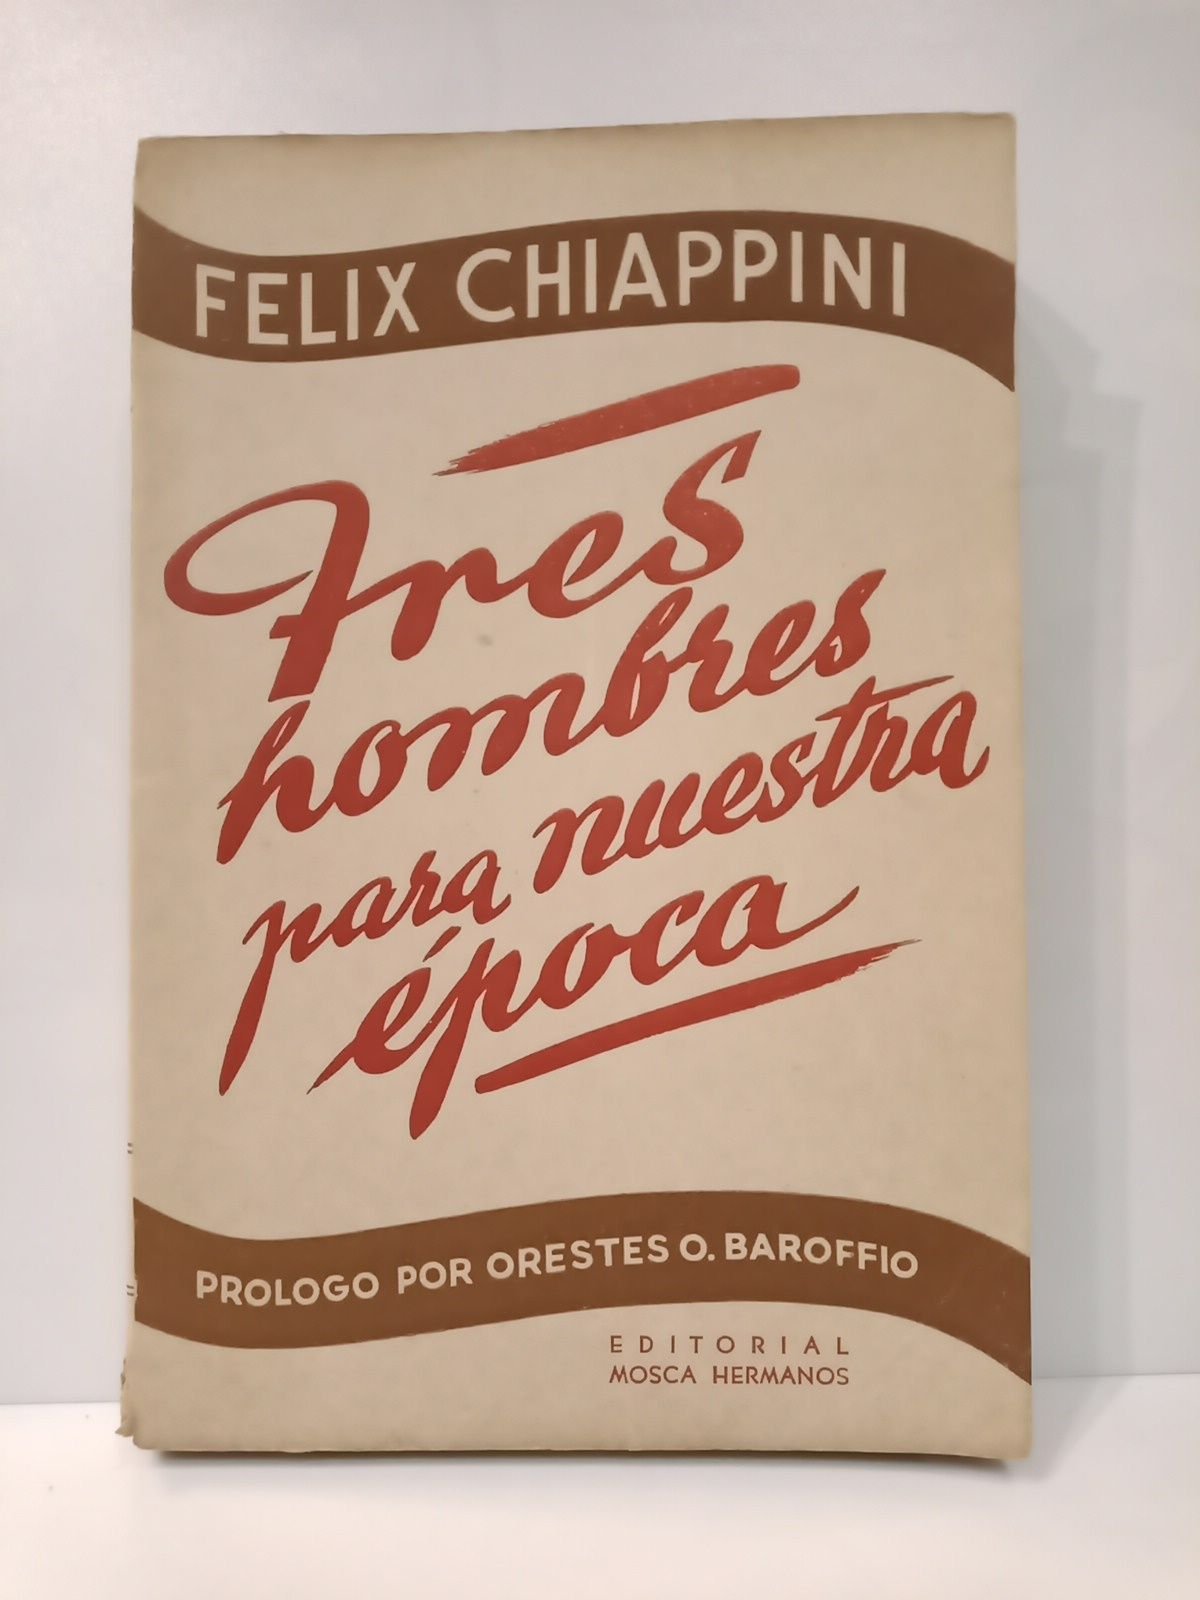 FELIX CHIAPPINI
Tres
hombres
para nuestra
época
PROLOGO POR ORESTES O. BAROFFIO
EDITORIAL
MOSCA HERMANOS